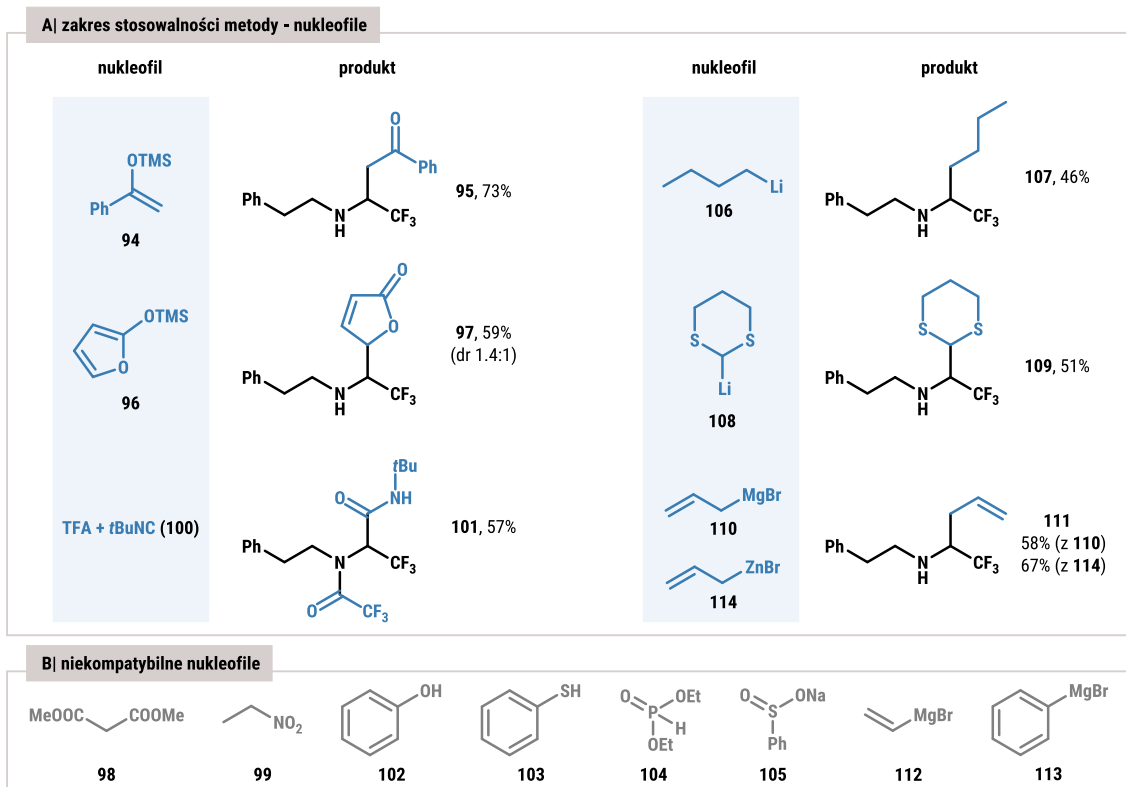 A| zakres stosowalności metody - nukleofile
nukleofil
produkt
nukleofil
produkt
OTMS
Ph
94
O
Ph
Ph
N
H
CF3
95, 73%
Li
106
Ph
N
H
CF3
107, 46%
OTMS
O
96
O
O
Ph
N
H
CF3
97, 59%
(dr 1.4:1)
S
S
Li
108
S
S
Ph
N
H
CF3
109, 51%
TFA + tBuNC (100)
tBu
O
NH
Ph
N
CF3
O
CF3
101, 57%
MgBr
110
ZnBr
114
Ph
N
H
CF3
111
58% (z 110)
67% (z 114)
B| niekompatybilne nukleofile
MeOOC
COOMe
98
NO2
99
OH
102
SH
103
O
OEt
P
H
OEt
104
O
ONa
S
Ph
105
MgBr
112
MgBr
113